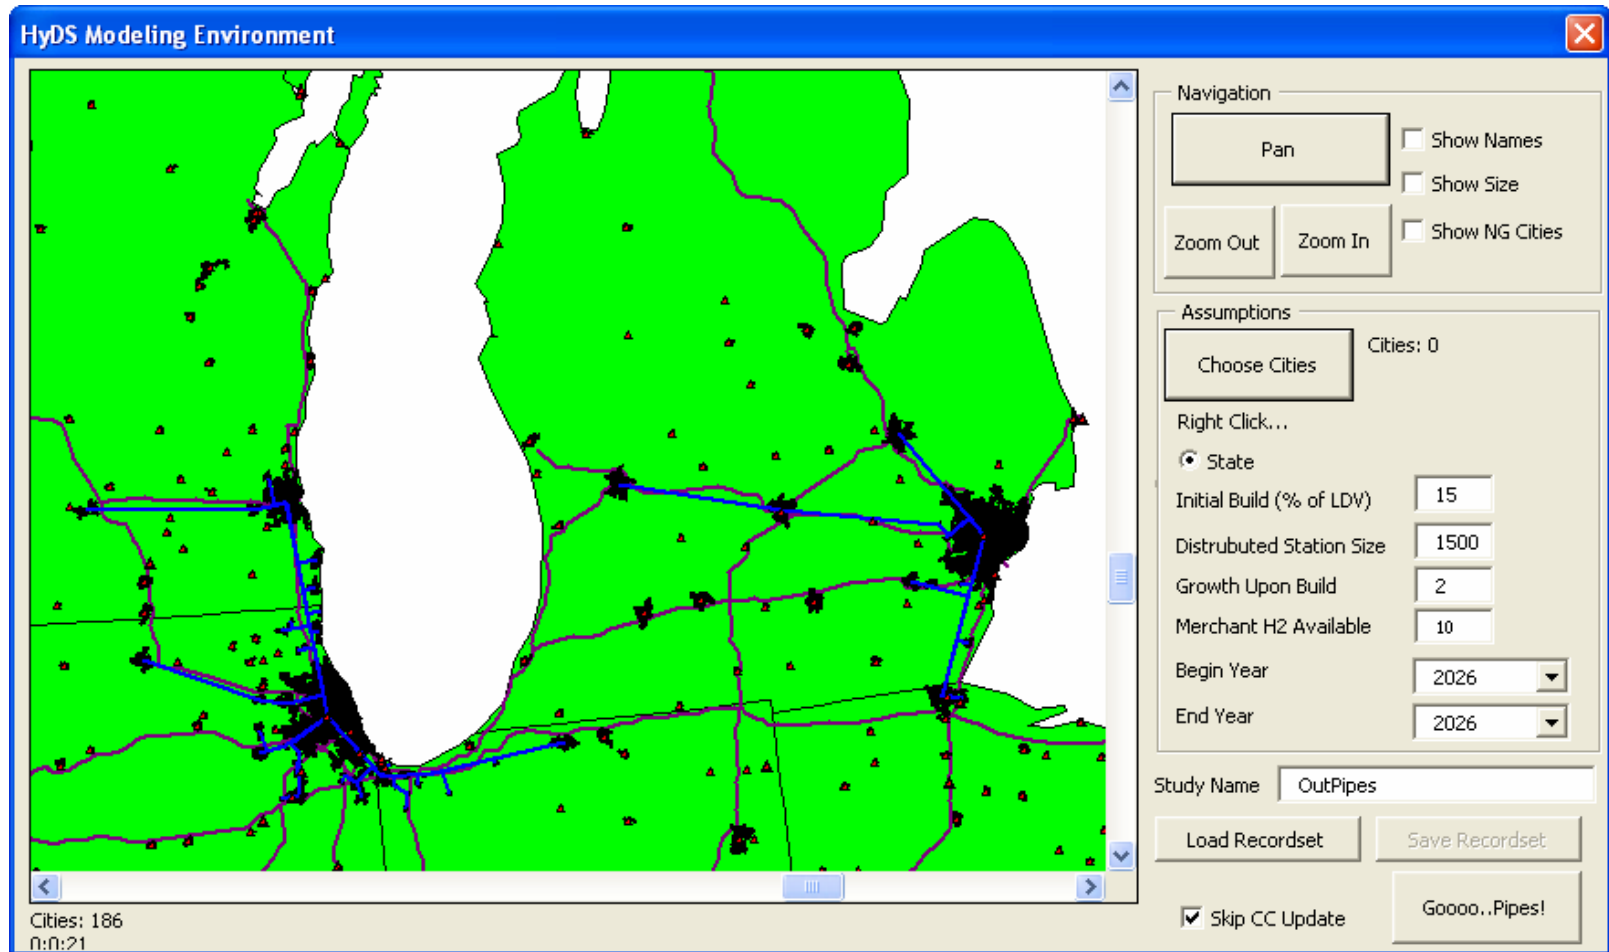 HyDS Modeling Environment
Navigation
Pan
Show Names
Show Size
Zoom Out
Zoom In
Show NG Cities
Assumptions
Choose Cities
Cities: 0
Right Click...
State
Initial Build (% of LDV)
15
Distrubuted Station Size
1500
Growth Upon Build
2
Merchant H2 Available
10
Begin Year
2026
End Year
2026
Study Name
OutPipes
Load Recordset
Save Recordset
Skip CC Update
Goooo..Pipes!
Cities: 186
0:0:21